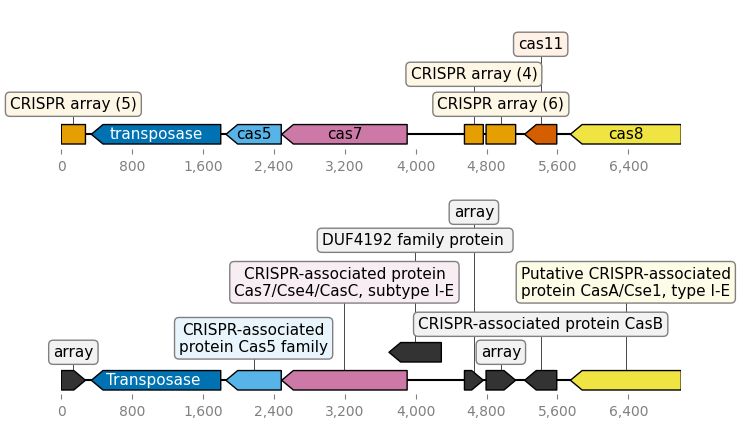 cas11
CRISPR array (4)
CRISPR array (5)
CRISPR array (6)
transposase
cas5
cas7
cas8
0
800
1,600
2,400
3,200
4,000
4,800
5,600
6,400
array
DUF4192 family protein
CRISPR-associated protein
Cas7/Cse4/CasC, subtype I-E
Putative CRISPR-associated
protein CasA/Cse1, type I-E
CRISPR-associated
protein Cas5 family
CRISPR-associated protein CasB
array
array
Transposase
0
800
1,600
2,400
3,200
4,000
4,800
5,600
6,400